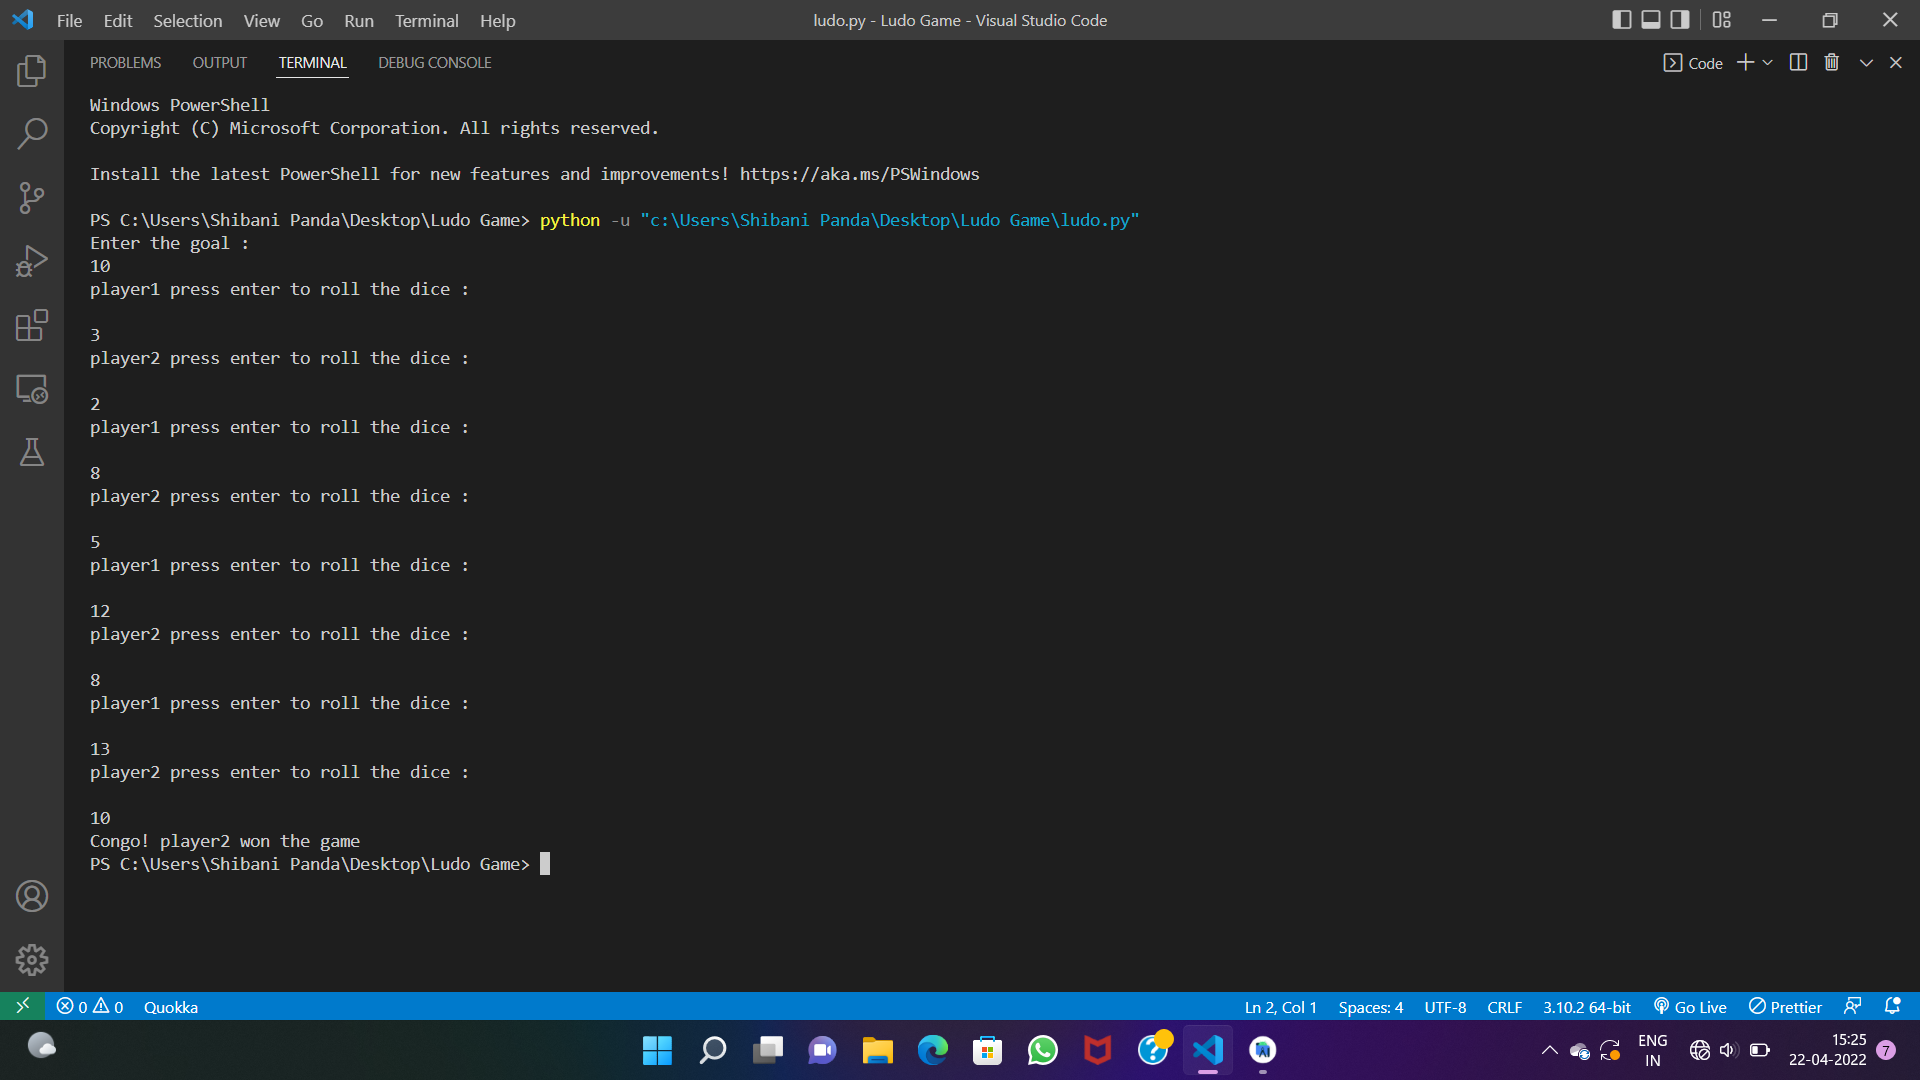 File Edit Selection View Go Run Terminal Help
ludo.py - Ludo Game - Visual Studio Code
PROBLEMS OUTPUT TERMINAL DEBUG CONSOLE
Code
Windows PowerShell
Copyright (C) Microsoft Corporation. All rights reserved.
Install the latest PowerShell for new features and improvements! https://aka.ms/PSWindows
PS C:\Users\Shibani Panda\Desktop\Ludo Game> python -u "c:\Users\Shibani Panda\Desktop\Ludo Game\ludo.py"
Enter the goal :
10
player1 press enter to roll the dice :
3
player2 press enter to roll the dice :
2
player1 press enter to roll the dice :
8
player2 press enter to roll the dice :
5
player1 press enter to roll the dice :
12
player2 press enter to roll the dice :
8
player1 press enter to roll the dice :
13
player2 press enter to roll the dice :
10
Congo! player2 won the game
PS C:\Users\Shibani Panda\Desktop\Ludo Game>
0 0 Quokka
Ln 2, Col 1 Spaces: 4 UTF-8 CRLF 3.10.2 64-bit Go Live Prettier
ENG
IN
15:25
22-04-2022
7